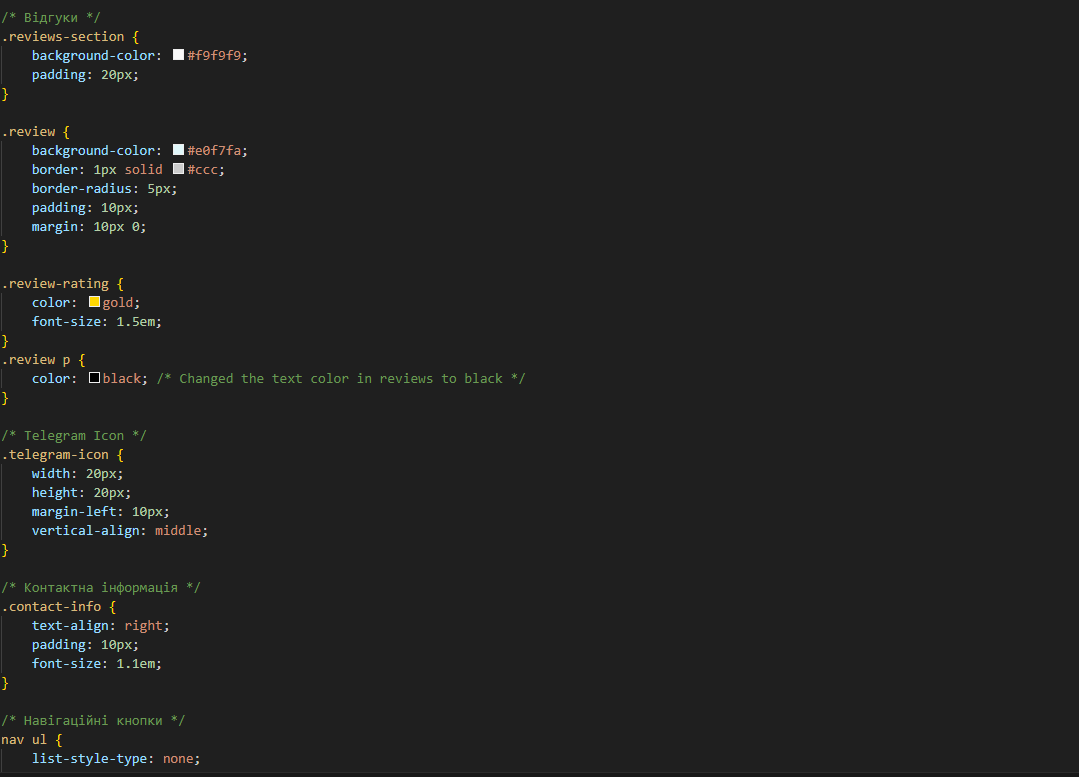 /* Відгуки */
.reviews-section {
    background-color: #f9f9f9;
    padding: 20px;
}

.review {
    background-color: #e0f7fa;
    border: 1px solid #ccc;
    border-radius: 5px;
    padding: 10px;
    margin: 10px 0;
}

.review-rating {
    color: gold;
    font-size: 1.5em;
}
.review p {
    color: black; /* Changed the text color in reviews to black */
}

/* Telegram Icon */
.telegram-icon {
    width: 20px;
    height: 20px;
    margin-left: 10px;
    vertical-align: middle;
}

/* Контактна інформація */
.contact-info {
    text-align: right;
    padding: 10px;
    font-size: 1.1em;
}

/* Навігаційні кнопки */
nav ul {
    list-style-type: none;